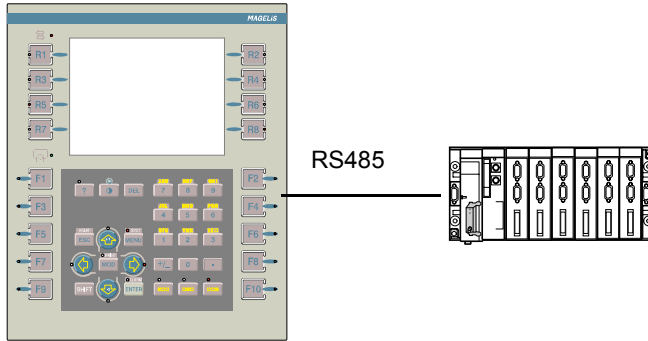 MAGELIS
R1 R2
R3 R4
R5 R6
R7 R8
RS485
F1 ? DEL 7 8 9 F2
F3 4 5 6 F4
F5 ESC MENU 1 2 3 F6
F7 MOD +/_ 0 . F8
F9 SHIFT ENTER F10